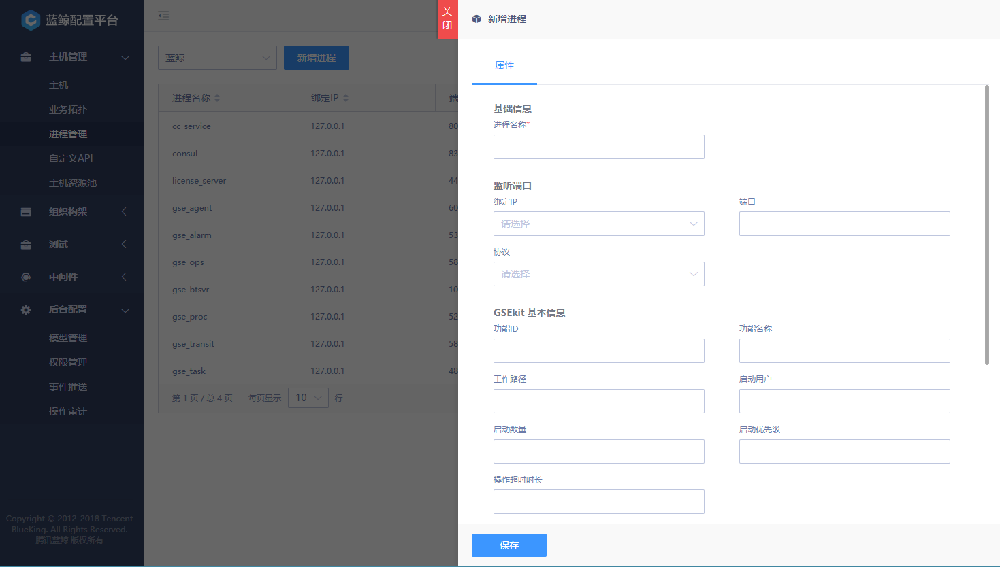 蓝鲸配置平台
主机管理
主机
业务拓扑
进程管理
自定义API
主机资源池
组织构架
测试
中间件
后台配置
模型管理
权限管理
事件推送
操作审计
Copyright © 2012-2018 Tencent
BlueKing. All Rights Reserved.
腾讯蓝鲸 版权所有
蓝鲸
新增进程
进程名称 绑定IP 端
cc_service 127.0.0.1 80
consul 127.0.0.1 83
license_server 127.0.0.1 44
gse_agent 127.0.0.1 60
gse_alarm 127.0.0.1 53
gse_ops 127.0.0.1 58
gse_btsvr 127.0.0.1 10
gse_proc 127.0.0.1 52
gse_transit 127.0.0.1 58
gse_task 127.0.0.1 48
第 1 页 / 总 4 页 每页显示 10 行
关
闭
新增进程
属性
基础信息
进程名称*
监听端口
绑定IP 端口
请选择
协议
请选择
GSEkit 基本信息
功能ID 功能名称
工作路径 启动用户
启动数量 启动优先级
操作超时时长
保存